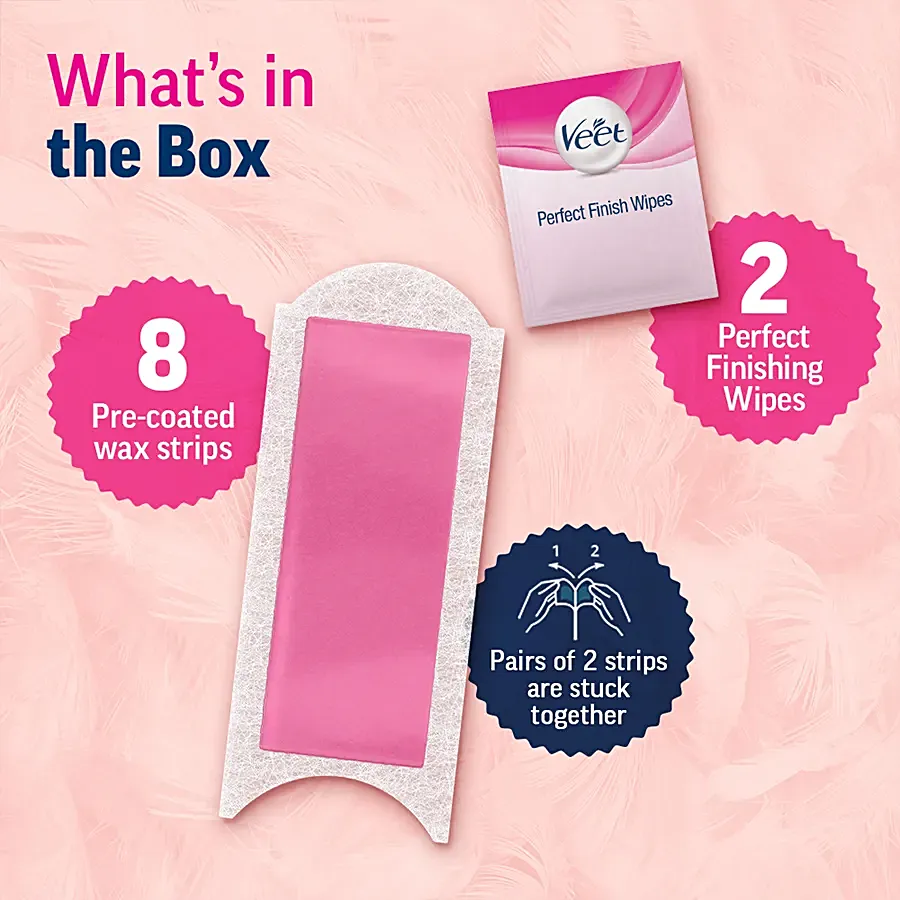 What's in
the Box
Veet
Perfect Finish Wipes
2
Perfect
Finishing
Wipes
8
Pre-coated
wax strips
1 2
Pairs of 2 strips
are stuck
together